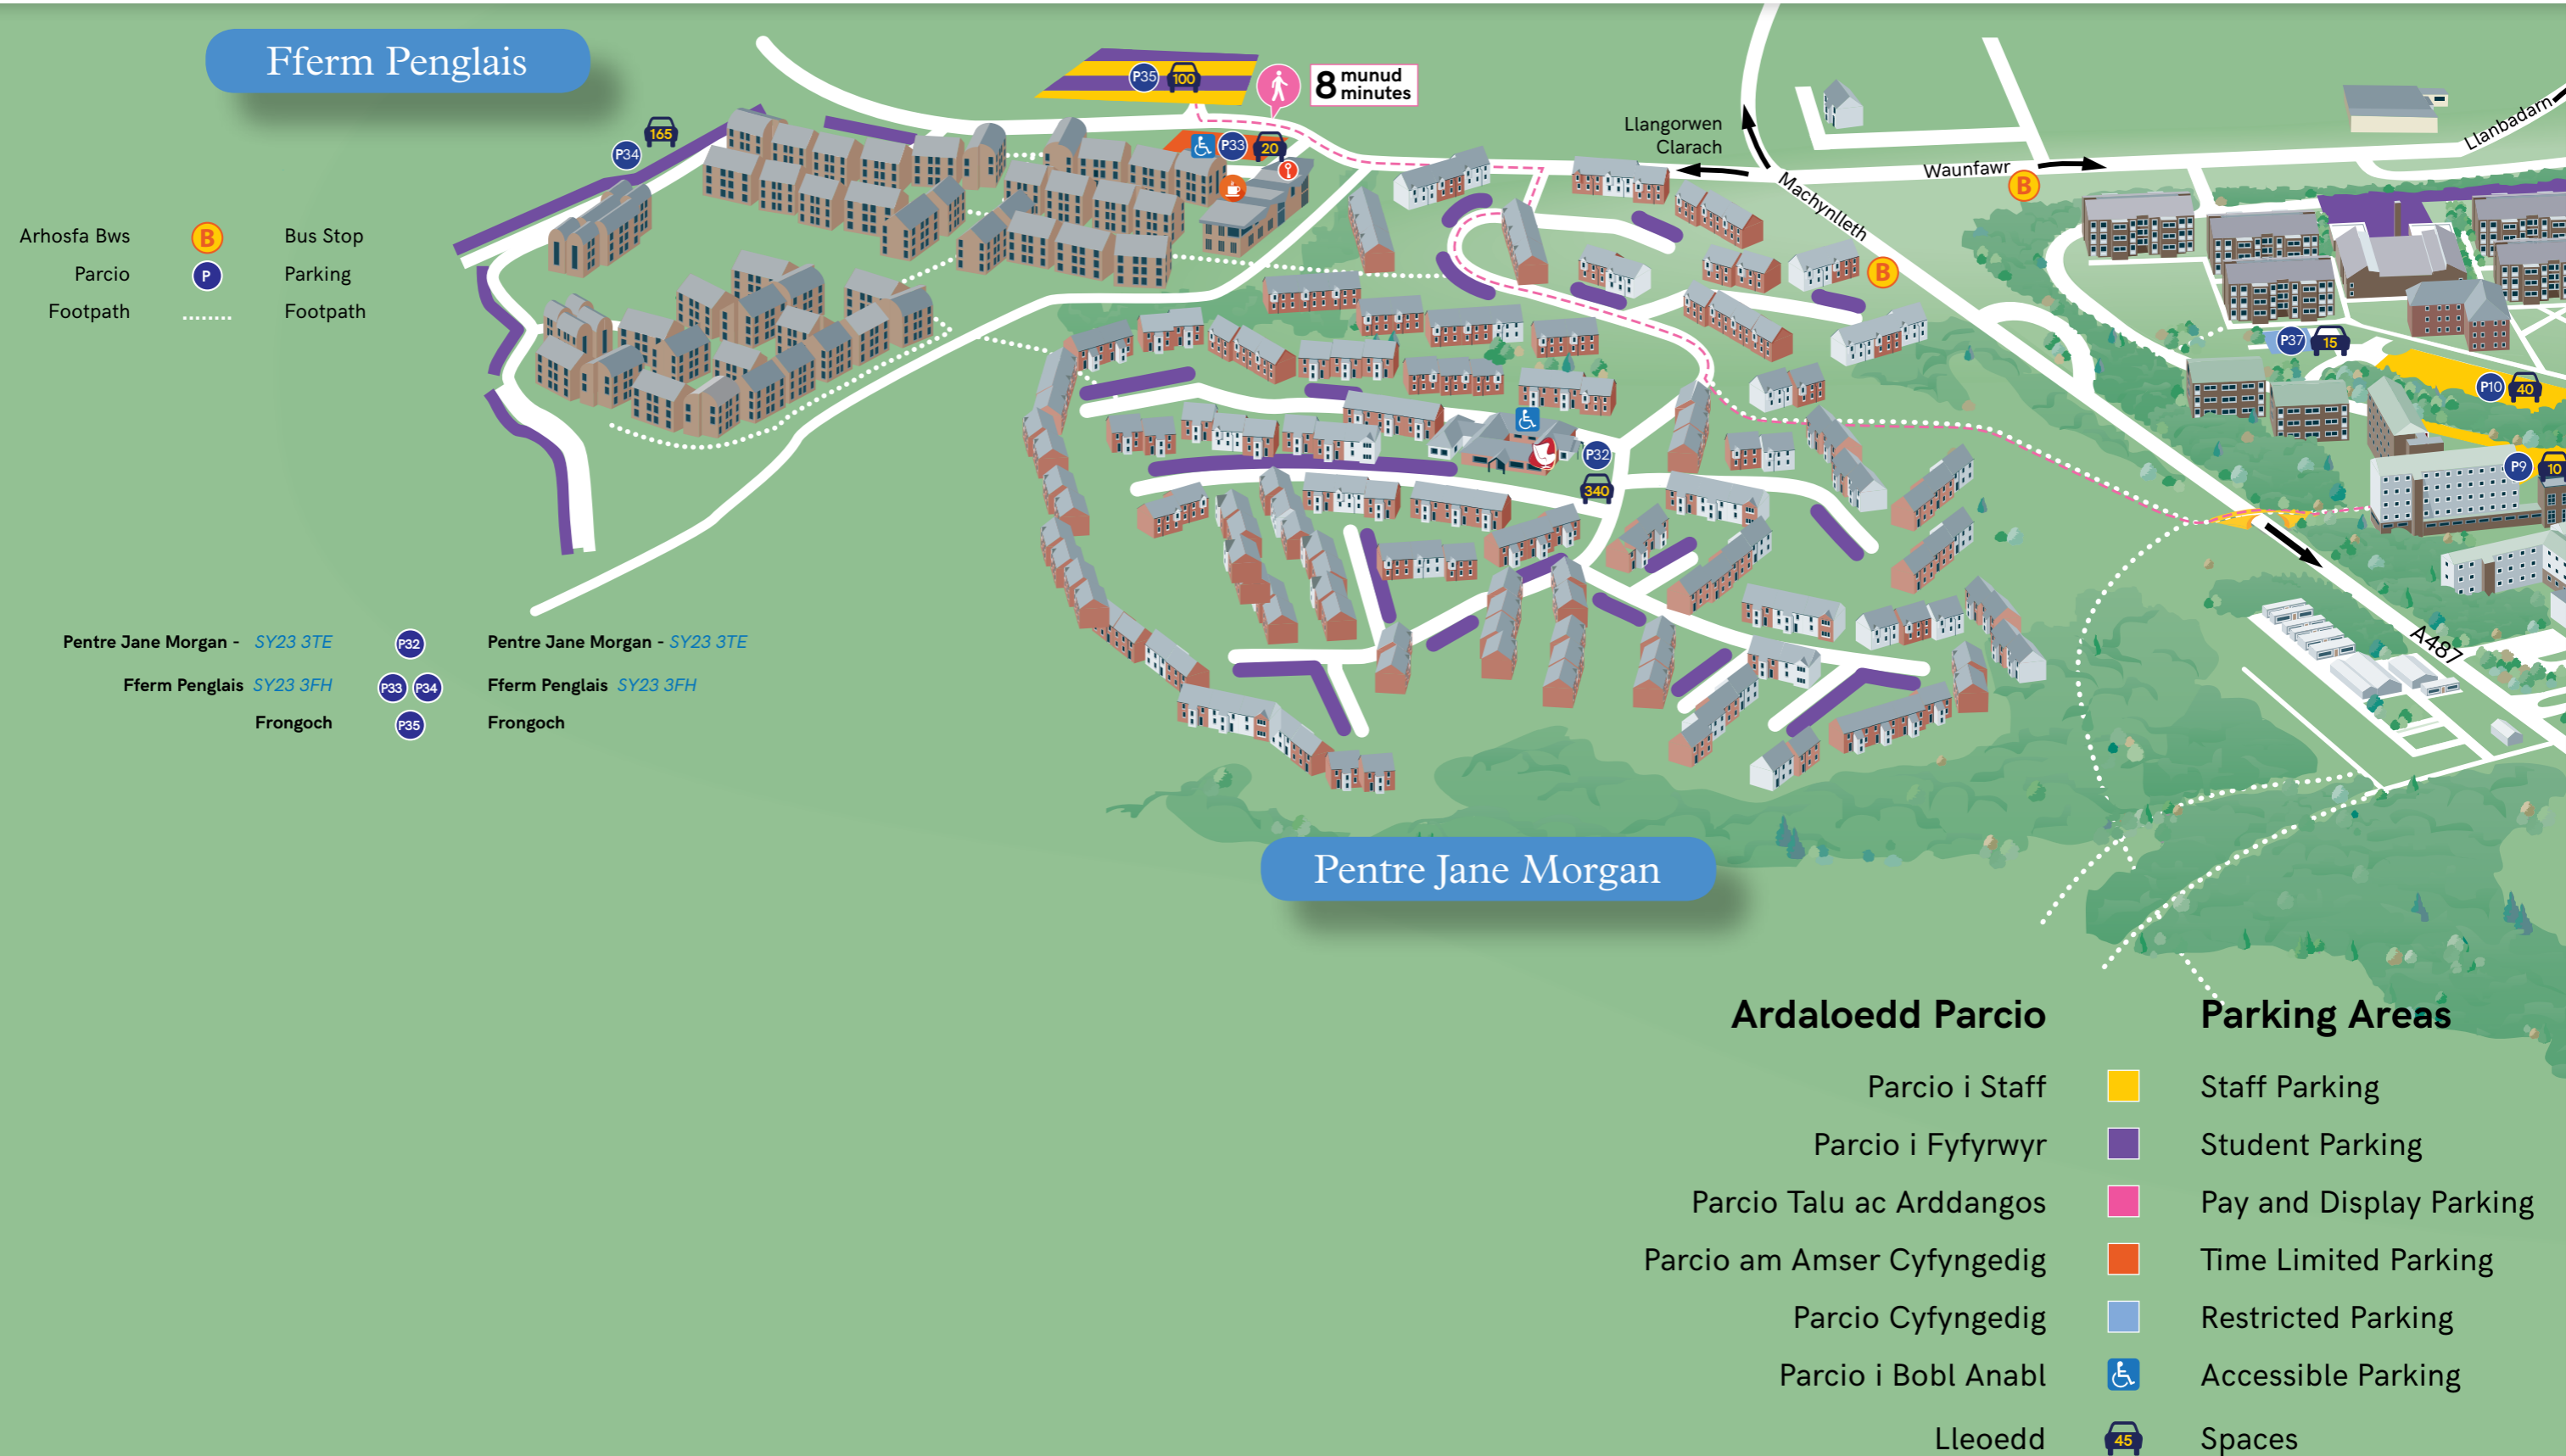 Fferm Penglais
P35 100
8 munud
minutes
P34 165
P33 20
Llangorwen
Clarach
Machynlleth
Waunfawr
B
Llanbadarn
B
Arhosfa Bws B Bus Stop
Parcio P Parking
Footpath Footpath
P37 15
P10 40
P32
340
P9 10
A487
Pentre Jane Morgan - SY23 3TE P32 Pentre Jane Morgan - SY23 3TE
Fferm Penglais SY23 3FH P33 P34 Fferm Penglais SY23 3FH
Frongoch P35 Frongoch
Pentre Jane Morgan
Ardaloedd Parcio Parking Areas
Parcio i Staff Staff Parking
Parcio i Fyfyrwyr Student Parking
Parcio Talu ac Arddangos Pay and Display Parking
Parcio am Amser Cyfyngedig Time Limited Parking
Parcio Cyfyngedig Restricted Parking
Parcio i Bobl Anabl Accessible Parking
Lleoedd 45 Spaces